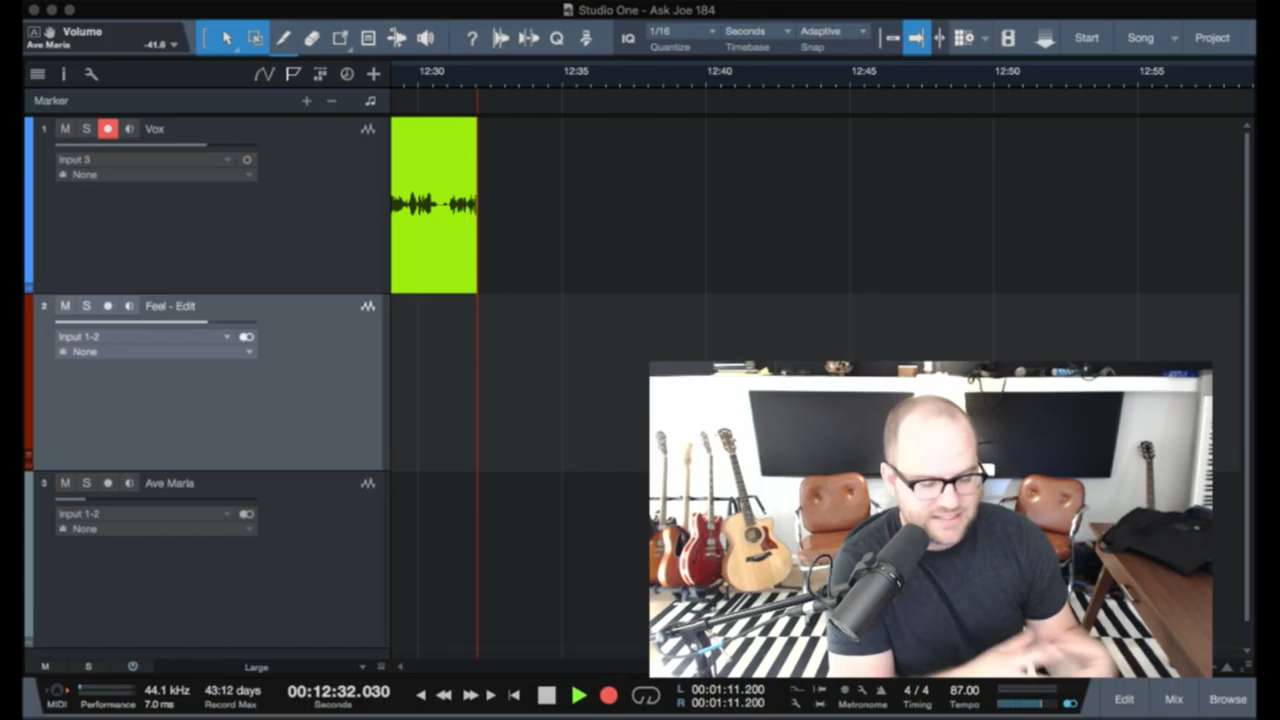 Studio One - Ask Joe 184
Volume
Ave Maria -41.6
IQ 1/16 Seconds Adaptive
Quantize Timebase Snap
Start Song Project
12:30 12:35 12:40 12:45 12:50 12:55
Marker
1 M S Vox
Input 3
None
2 M S Feel - Edit
Input 1-2
None
3 M S Ave Maria
Input 1-2
None
M S Large
MIDI
Performance
44.1 kHz
7.0 ms
43:12 days
Record Max
00:12:32.030
Seconds
L 00:01:11.200
R 00:01:11.200
Metronome
4 / 4
Timing
87.00
Tempo
Edit Mix Browse